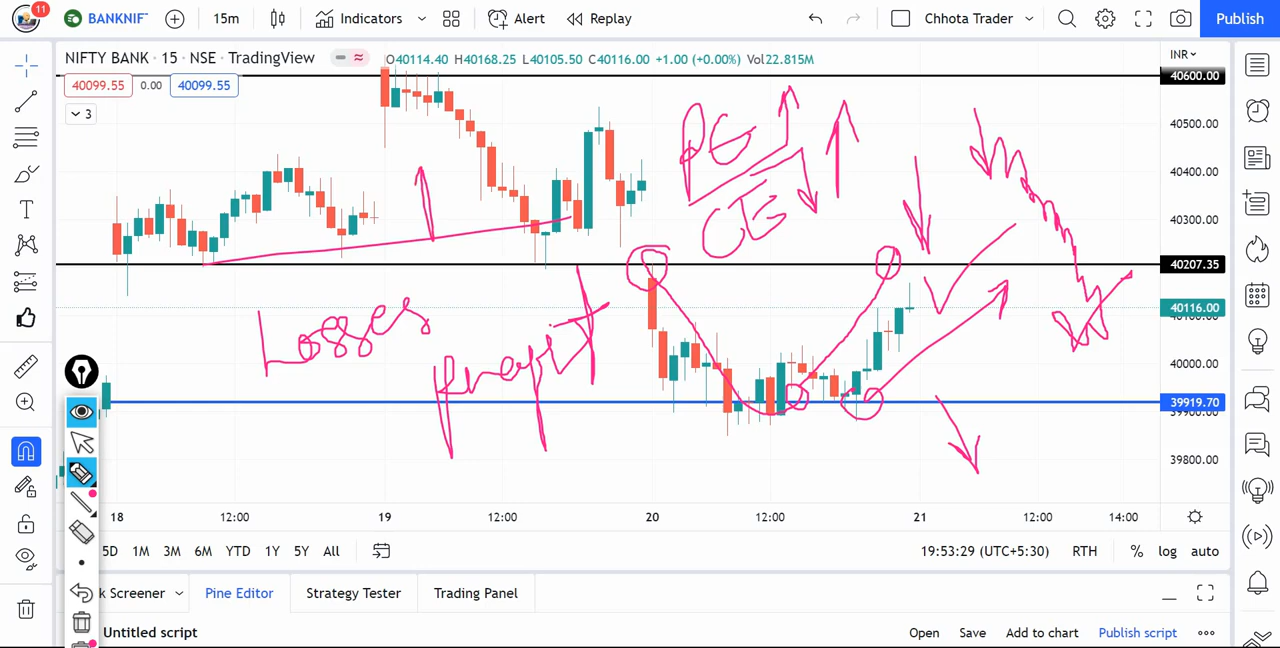 11
BANKNIF
15m
Indicators
Alert
Replay
Chhota Trader
Publish
NIFTY BANK · 15 · NSE · TradingView
O40114.40 H40168.25 L40105.50 C40116.00 +1.00 (+0.00%) Vol22.815M
INR
40099.55 0.00 40099.55
3
40600.00
40500.00
40400.00
40300.00
40207.35
40116.00
40000.00
39919.70
39800.00
PE
CE
Losses
Profit
18 12:00 19 12:00 20 12:00 21 12:00 14:00
5D 1M 3M 6M YTD 1Y 5Y All
19:53:29 (UTC+5:30) RTH % log auto
k Screener Pine Editor Strategy Tester Trading Panel
Untitled script
Open Save Add to chart Publish script